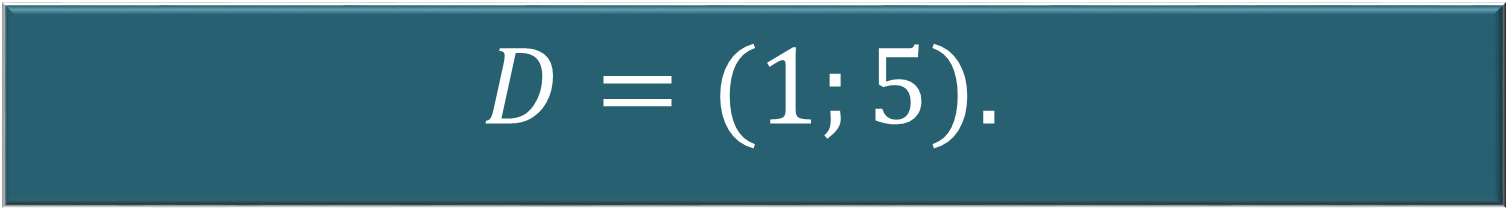 D = (1; 5).